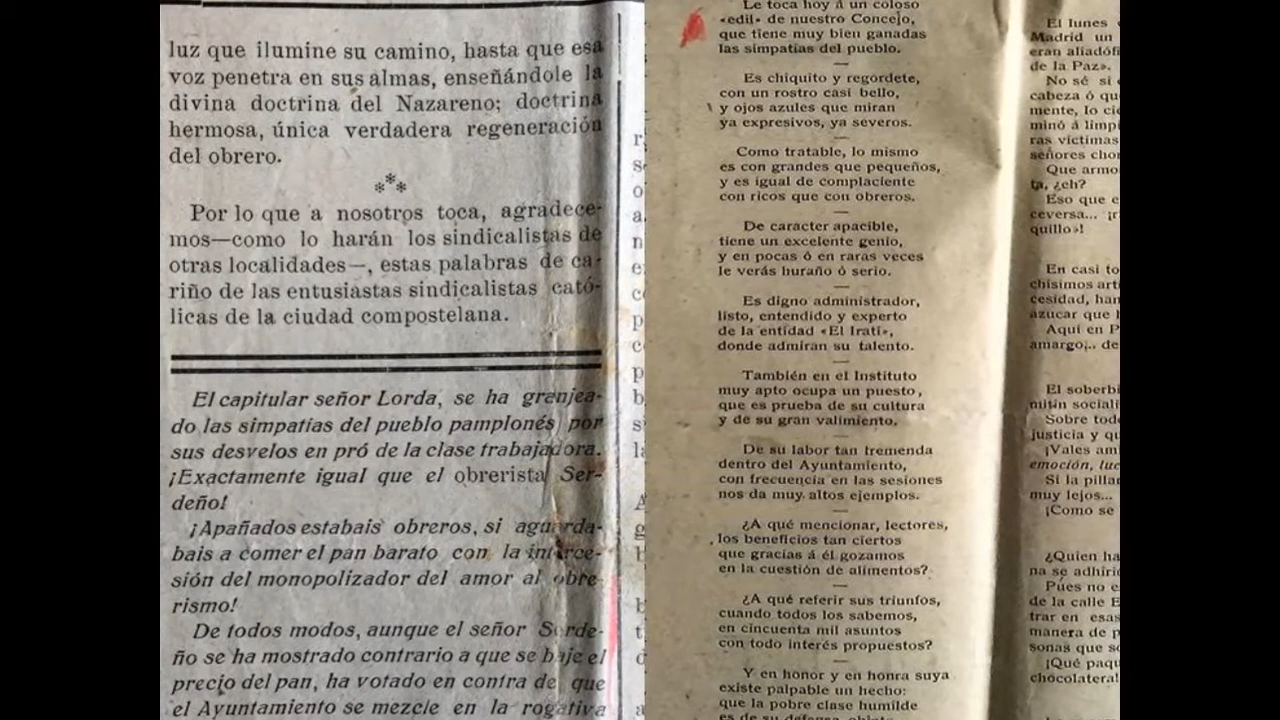 luz que ilumine su camino, hasta que esa
voz penetra en sus almas, enseñándole la
divina doctrina del Nazareno; doctrina
hermosa, única verdadera regeneración
del obrero.
***
Por lo que a nosotros toca, agradece-
mos—como lo harán los sindicalistas de
otras localidades—, estas palabras de ca-
riño de las entusiastas sindicalistas cató-
licas de la ciudad compostelana.
El capitular señor Lorda, se ha granjea-
do las simpatías del pueblo pamplonés por
sus desvelos en pró de la clase trabajadora.
¡Exactamente igual que el obrerista Ser-
deño!
¡Apañados estabais obreros, si aguarda-
bais a comer el pan barato con la interce-
sión del monopolizador del amor al obre-
rismo!
De todos modos, aunque el señor Serde-
ño se ha mostrado contrario a que se baje el
precio del pan, ha votado en contra de que
el Ayuntamiento se mezcle en la rogativa
Le toca hoy á un coloso
«edil» de nuestro Concejo,
que tiene muy bien ganadas
las simpatías del pueblo.
—
Es chiquito y regordete,
con un rostro casi bello,
y ojos azules que miran
ya expresivos, ya severos.
—
Como tratable, lo mismo
es con grandes que pequeños,
y es igual de complaciente
con ricos que con obreros.
—
De caracter apacible,
tiene un excelente genio,
y en pocas ó en raras veces
le verás huraño ó serio.
—
Es digno administrador,
listo, entendido y experto
de la entidad «El Irati»,
donde admiran su talento.
—
También en el Instituto
muy apto ocupa un puesto,
que es prueba de su cultura
y de su gran valimiento.
—
De su labor tan tremenda
dentro del Ayuntamiento,
con frecuencia en las sesiones
nos da muy altos ejemplos.
—
¿A qué mencionar, lectores,
los beneficios tan ciertos
que gracias á él gozamos
en la cuestión de alimentos?
—
¿A qué referir sus triunfos,
cuando todos los sabemos,
en cincuenta mil asuntos
con todo interés propuestos?
—
Y en honor y en honra suya
existe palpable un hecho:
que la pobre clase humilde
es de su defensa objeto
El lunes
Madrid un
eran aliadófi
de la Paz».
No sé si
cabeza ó qu
mente, lo cie
minó á limpi
ras víctimas
señores chor
Que armo
ta, ¿eh?
Eso que e
ceversa... ¡r
quillo»!
En casi to
chísimos artí
cesidad, han
azucar que h
Aquí en P
amargo... de
El soberbi
mitin sociali
Sobre todo
justicia y qu
¡Vales am
emoción, luc
Si la pillar
muy lejos...
¡Como se
¿Quien ha
na se adhirió
Púes no e
de la calle E
trar en esas
manera de p
sonas que so
¡Qué paqu
chocolatera!